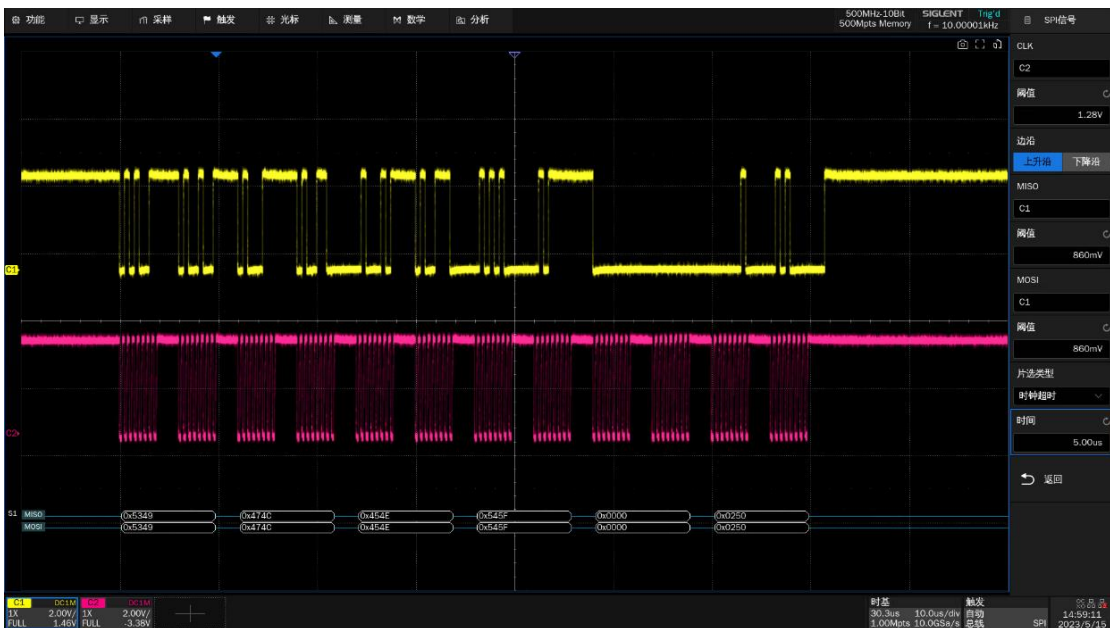 功能 显示 采样 触发 光标 测量 数学 分析
500MHz-10Bit SIGLENT Trig'd
500Mpts Memory f = 10.00001kHz
SPI信号
CLK
C2
阈值
1.28V
边沿
上升沿 下降沿
MISO
C1
阈值
860mV
MOSI
C1
阈值
860mV
片选类型
时钟超时
时间
5.00us
返回
C1
C2
S1 MISO 0x5349 0x474C 0x454E 0x545F 0x0000 0x0250
MOSI 0x5349 0x474C 0x454E 0x545F 0x0000 0x0250
C1 DC1M C2 DC1M
1X 2.00V/ 1X 2.00V/
FULL 1.46V FULL -3.38V
时基 触发
30.3us 10.0us/div 自动
1.00Mpts 10.0GSa/s 总线 SPI
14:59:11
2023/5/15